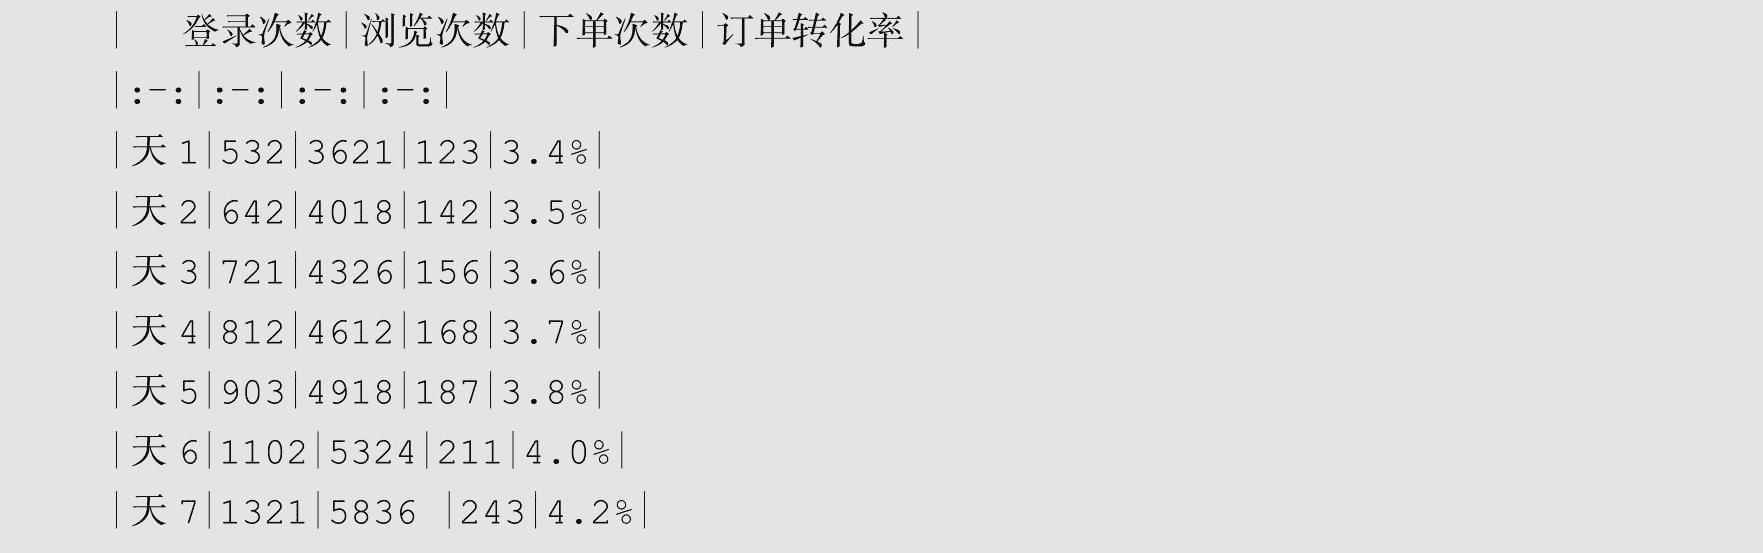 |   登录次数|浏览次数|下单次数|订单转化率|
|:-:|:-:|:-:|:-:|
|天 1|532|3621|123|3.4%|
|天 2|642|4018|142|3.5%|
|天 3|721|4326|156|3.6%|
|天 4|812|4612|168|3.7%|
|天 5|903|4918|187|3.8%|
|天 6|1102|5324|211|4.0%|
|天 7|1321|5836 |243|4.2%|